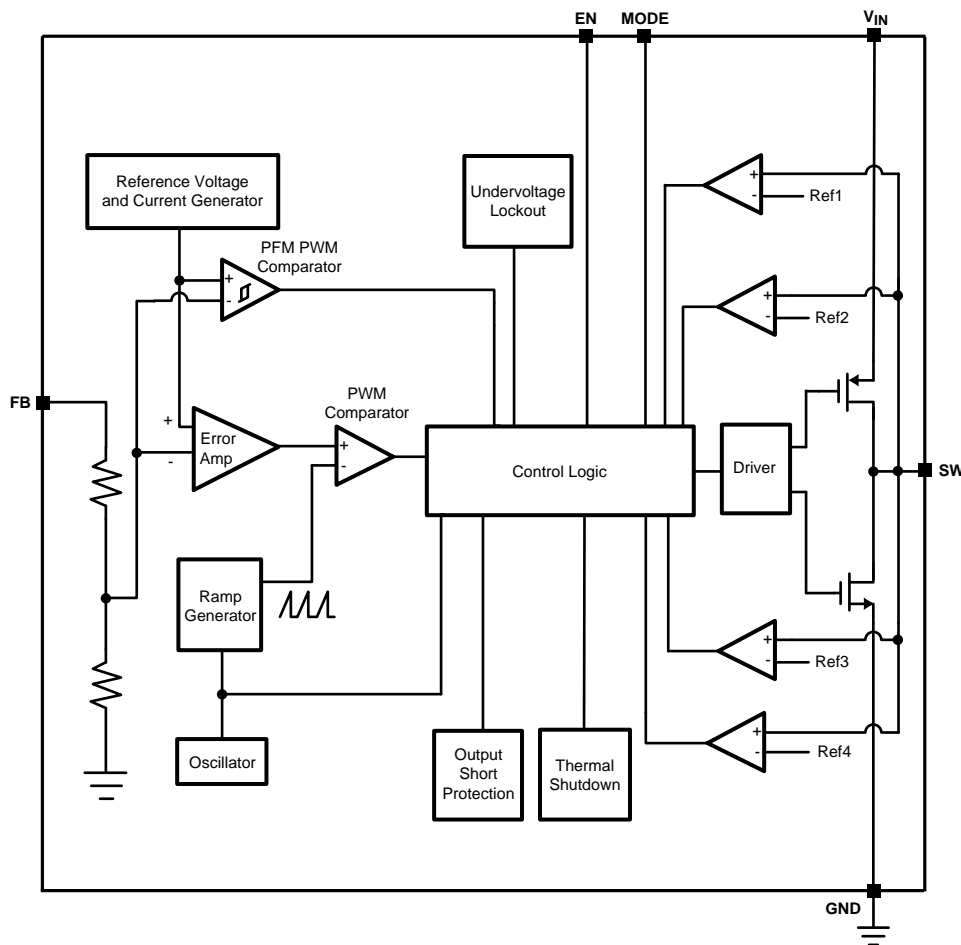 EN MODE VIN
Reference Voltage
and Current Generator
Undervoltage
Lockout
+
-
Ref1
PFM PWM
Comparator
+
-
+
-
Ref2
FB
PWM
Comparator
+
-
Error
Amp
+
-
Control Logic
Driver
SW
Ramp
Generator
+
-
Ref3
Oscillator
Output
Short
Protection
Thermal
Shutdown
+
-
Ref4
GND